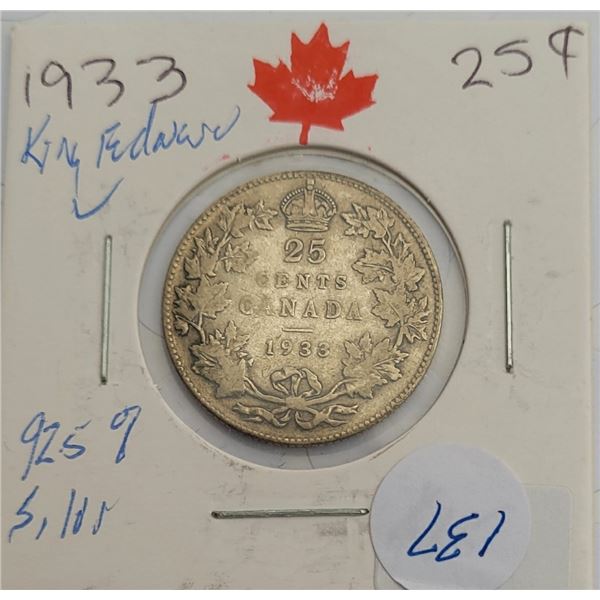 1933
25¢
King Edward
25
CENTS
CANADA
1933
925
Silver
137